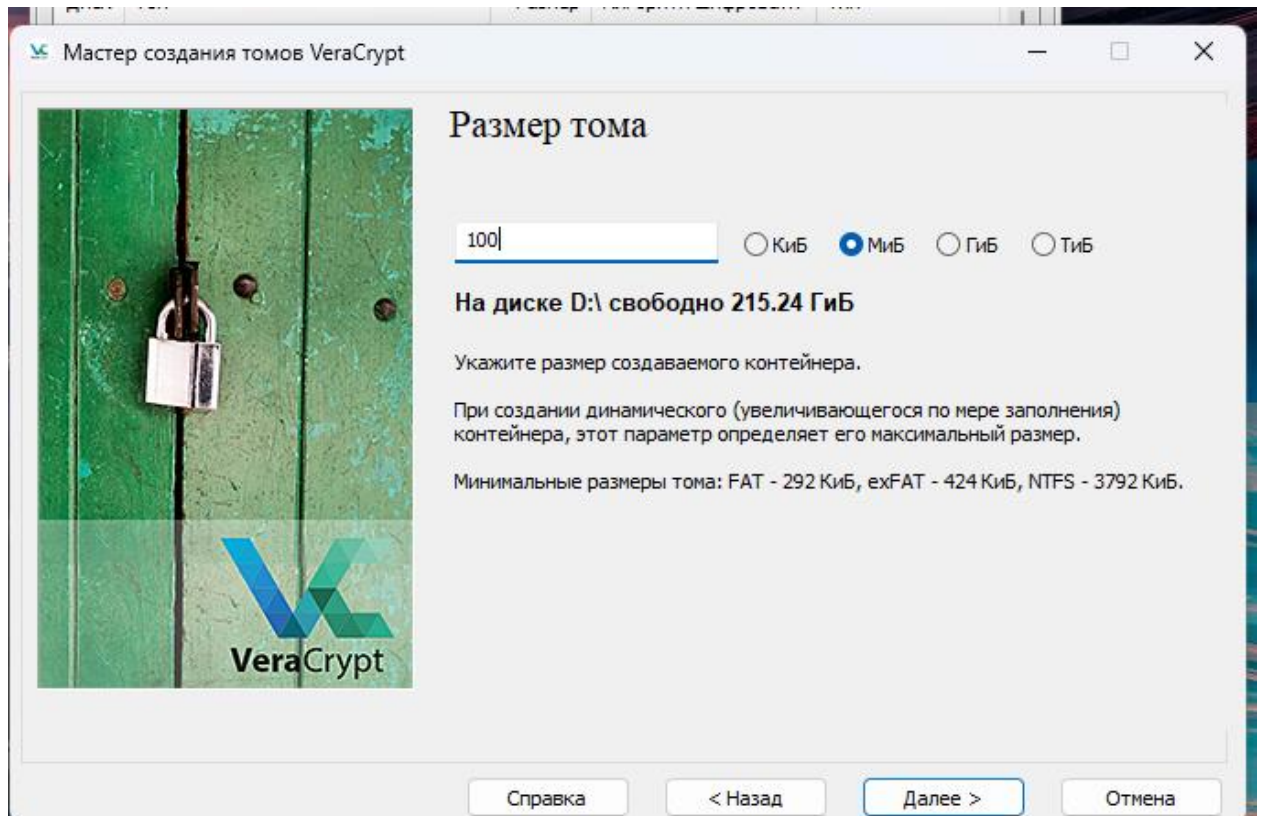 Мастер создания томов VeraCrypt
Размер тома
100
КиБ МиБ ГиБ ТиБ
На диске D:\ свободно 215.24 ГиБ
Укажите размер создаваемого контейнера.
При создании динамического (увеличивающегося по мере заполнения)
контейнера, этот параметр определяет его максимальный размер.
Минимальные размеры тома: FAT - 292 КиБ, exFAT - 424 КиБ, NTFS - 3792 КиБ.
VeraCrypt
Справка < Назад Далее > Отмена